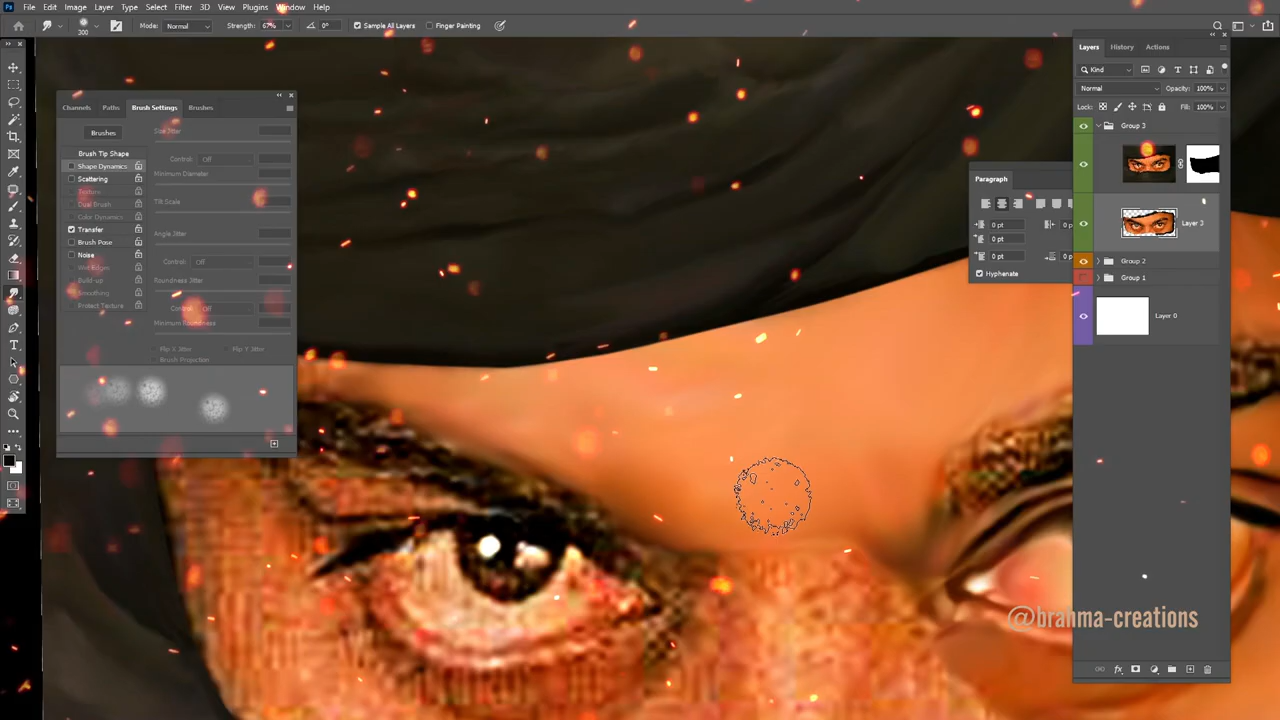 Ps File Edit Image Layer Type Select Filter 3D View Plugins Window Help
300 Mode: Normal Strength: 67% 0° Sample All Layers Finger Painting
Channels Paths Brush Settings Brushes
Brushes
Brush Tip Shape
Shape Dynamics
Scattering
Texture
Dual Brush
Color Dynamics
Transfer
Brush Pose
Noise
Wet Edges
Build-up
Smoothing
Protect Texture
Size Jitter
Control: Off
Minimum Diameter
Tilt Scale
Angle Jitter
Control: Off
Roundness Jitter
Control: Off
Minimum Roundness
Flip X Jitter Flip Y Jitter
Brush Projection
Paragraph
0 pt 0 p
0 pt
0 pt 0 p
Hyphenate
Layers History Actions
Kind
Normal Opacity: 100%
Lock: Fill: 100%
Group 3
Layer 3
Group 2
Group 1
Layer 0
fx
@brahma-creations